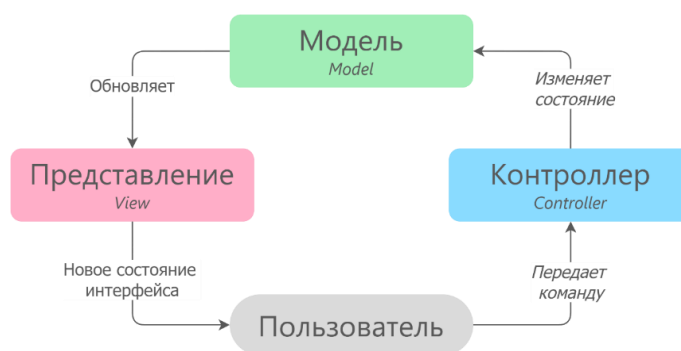 Модель
Model
Обновляет
Изменяет
состояние
Представление
View
Контроллер
Controller
Новое состояние
интерфейса
Передает
команду
Пользователь